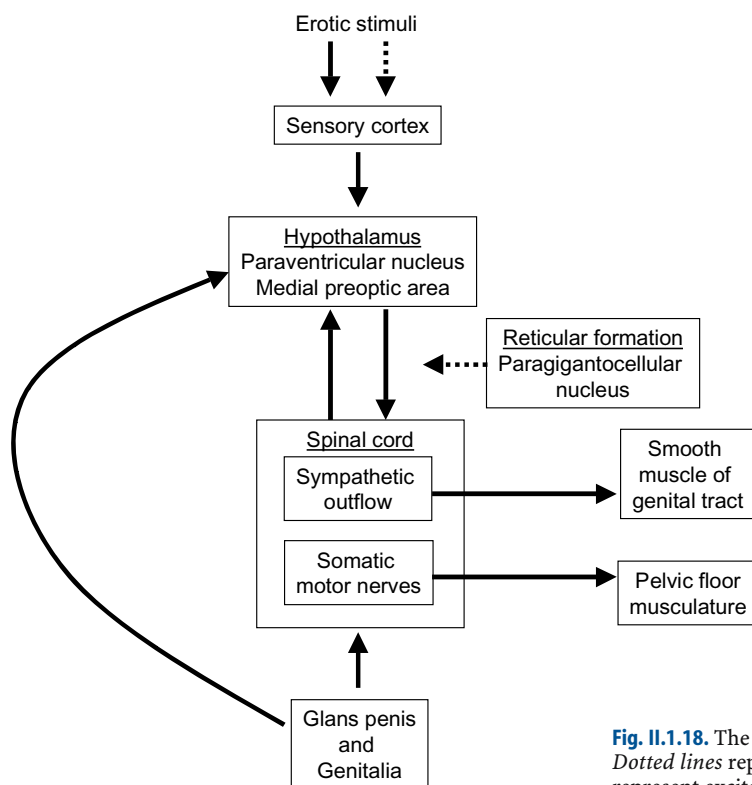 Erotic stimuli
Sensory cortex
Hypothalamus
Paraventricular nucleus
Medial preoptic area
Reticular formation
Paragigantocellular
nucleus
Spinal cord
Sympathetic
outflow
Smooth
muscle of
genital tract
Somatic
motor nerves
Pelvic floor
musculature
Glans penis
and
Genitalia
Fig. II.1.18. The
Dotted lines rep